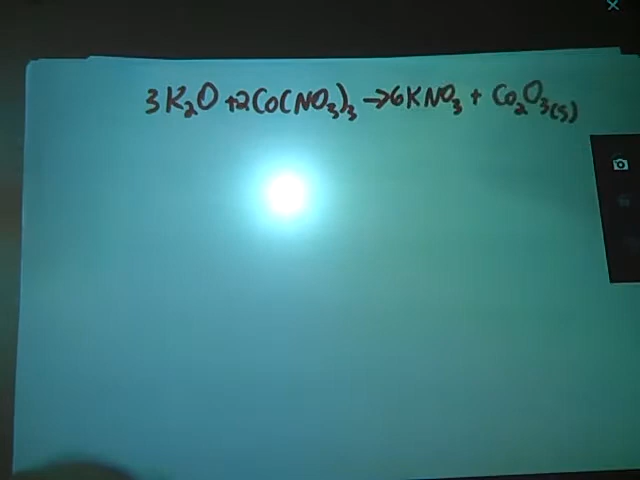 3K₂O + 2Co(NO₃)₃ → 6KNO₃ + Co₂O₃(s)